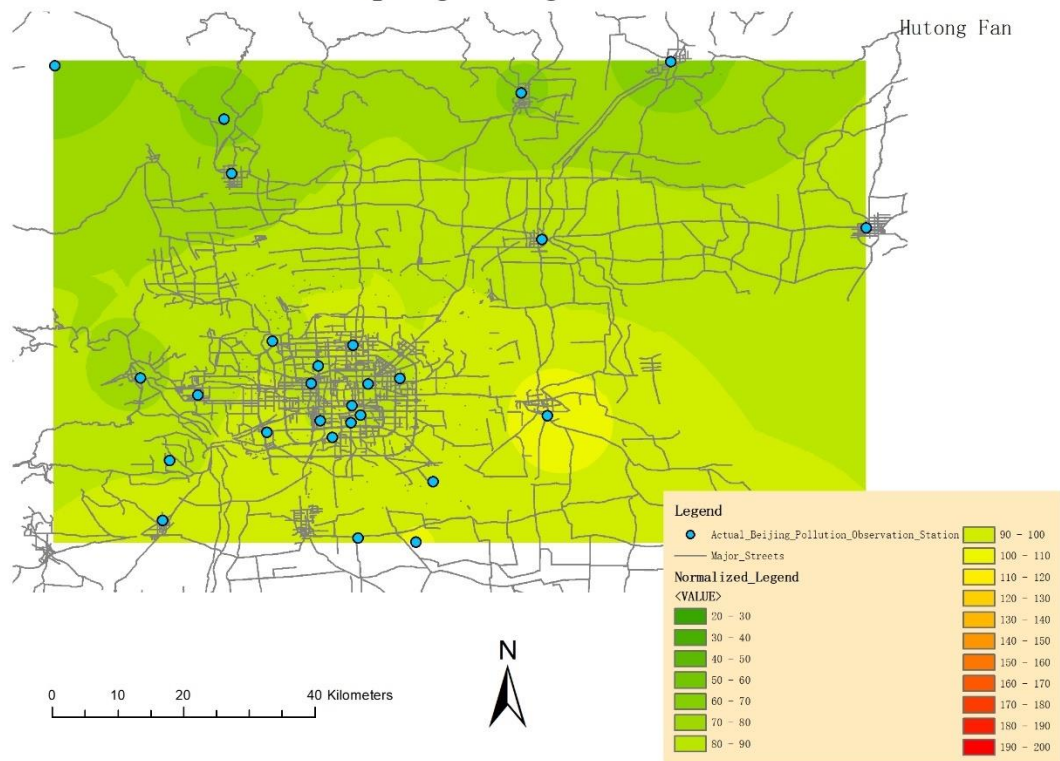 Hutong Fan
Legend
Actual_Beijing_Pollution_Observation_Station
Major_Streets
Normalized_Legend
<VALUE>
20 - 30
30 - 40
40 - 50
50 - 60
60 - 70
70 - 80
80 - 90
90 - 100
100 - 110
110 - 120
120 - 130
130 - 140
140 - 150
150 - 160
160 - 170
170 - 180
180 - 190
190 - 200
N
0 10 20 40 Kilometers